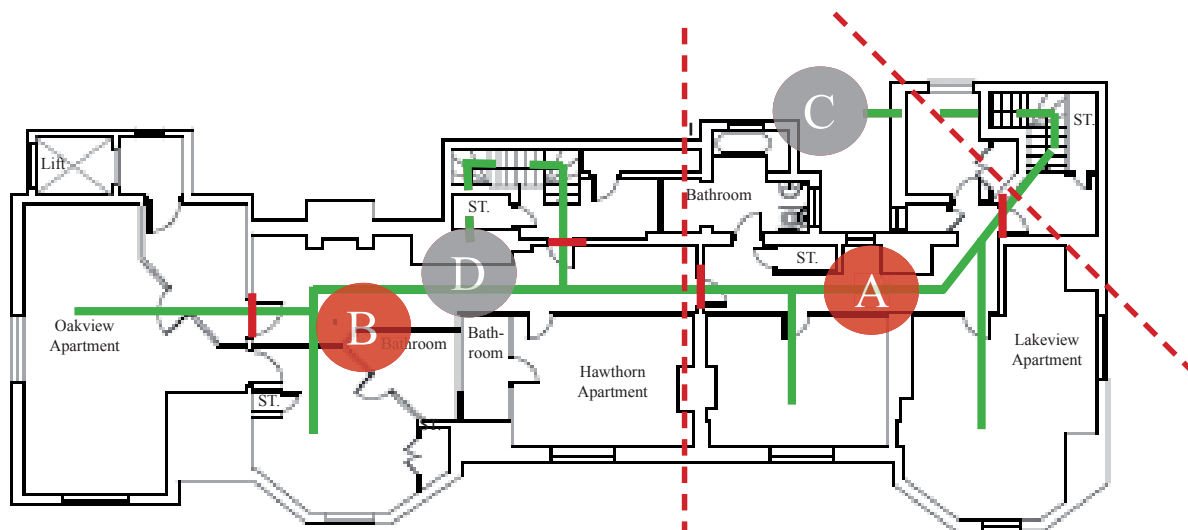 C
ST.
Lift
Bathroom
ST.
ST.
D
A
B
Oakview
Apartment
Bathroom
Bath-
room
Hawthorn
Apartment
Lakeview
Apartment
ST.
ST.